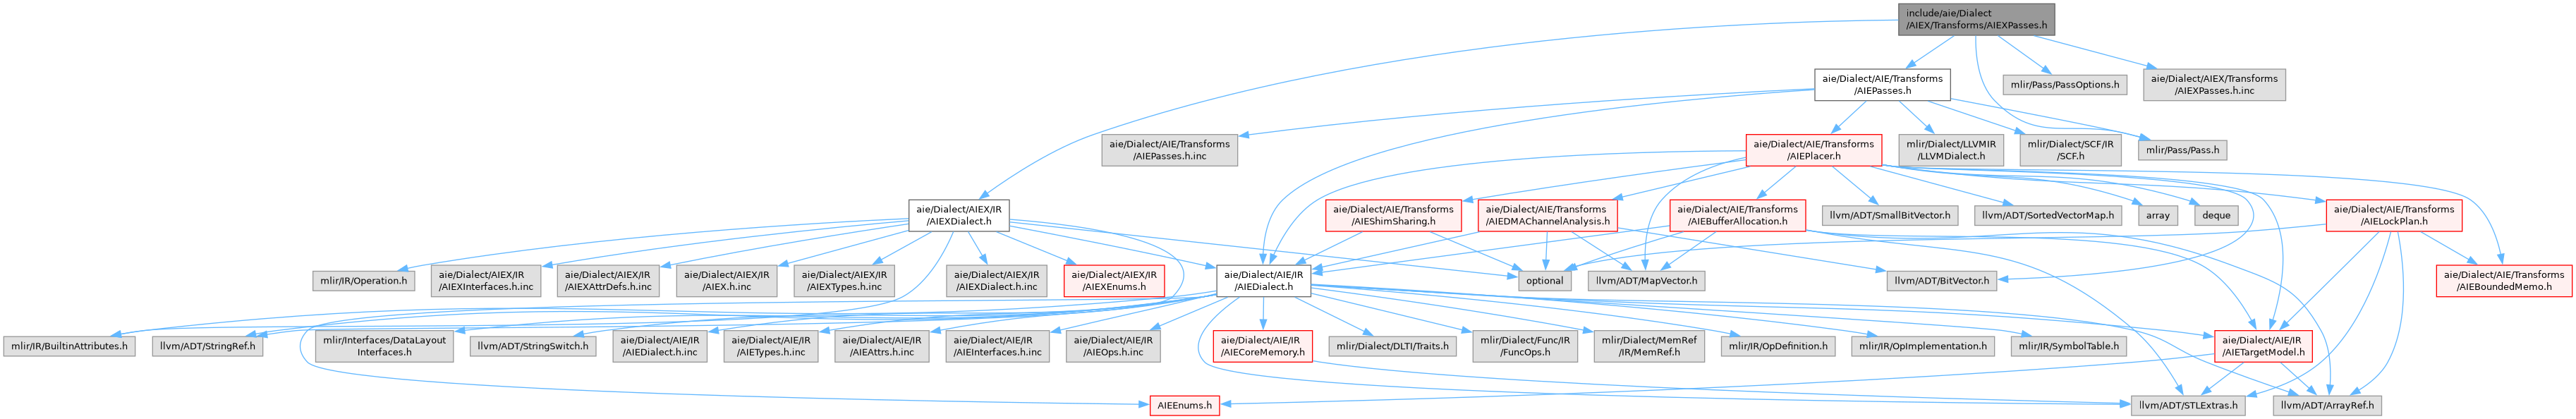 include/aie/Dialect
/AIEX/Transforms/AIEXPasses.h
aie/Dialect/AIE/Transforms
/AIEPasses.h
mlir/Pass/PassOptions.h
aie/Dialect/AIEX/Transforms
/AIEXPasses.h.inc
aie/Dialect/AIE/Transforms
/AIEPasses.h.inc
aie/Dialect/AIE/Transforms
/AIEPlacer.h
mlir/Dialect/LLVMIR
/LLVMDialect.h
mlir/Dialect/SCF/IR
/SCF.h
mlir/Pass/Pass.h
aie/Dialect/AIEX/IR
/AIEXDialect.h
aie/Dialect/AIE/Transforms
/AIEShimSharing.h
aie/Dialect/AIE/Transforms
/AIEDMAChannelAnalysis.h
aie/Dialect/AIE/Transforms
/AIEBufferAllocation.h
llvm/ADT/SmallBitVector.h
llvm/ADT/SortedVectorMap.h
array
deque
aie/Dialect/AIE/Transforms
/AIELockPlan.h
mlir/IR/Operation.h
aie/Dialect/AIEX/IR
/AIEXInterfaces.h.inc
aie/Dialect/AIEX/IR
/AIEXAttrDefs.h.inc
aie/Dialect/AIEX/IR
/AIEX.h.inc
aie/Dialect/AIEX/IR
/AIEXTypes.h.inc
aie/Dialect/AIEX/IR
/AIEXDialect.h.inc
aie/Dialect/AIEX/IR
/AIEXEnums.h
aie/Dialect/AIE/IR
/AIEDialect.h
optional
llvm/ADT/MapVector.h
llvm/ADT/BitVector.h
aie/Dialect/AIE/Transforms
/AIEBoundedMemo.h
mlir/IR/BuiltinAttributes.h
llvm/ADT/StringRef.h
mlir/Interfaces/DataLayout
Interfaces.h
llvm/ADT/StringSwitch.h
aie/Dialect/AIE/IR
/AIEDialect.h.inc
aie/Dialect/AIE/IR
/AIETypes.h.inc
aie/Dialect/AIE/IR
/AIEAttrs.h.inc
aie/Dialect/AIE/IR
/AIEInterfaces.h.inc
aie/Dialect/AIE/IR
/AIEOps.h.inc
aie/Dialect/AIE/IR
/AIECoreMemory.h
mlir/Dialect/DLTI/Traits.h
mlir/Dialect/Func/IR
/FuncOps.h
mlir/Dialect/MemRef
/IR/MemRef.h
mlir/IR/OpDefinition.h
mlir/IR/OpImplementation.h
mlir/IR/SymbolTable.h
aie/Dialect/AIE/IR
/AIETargetModel.h
AIEEnums.h
llvm/ADT/STLExtras.h
llvm/ADT/ArrayRef.h